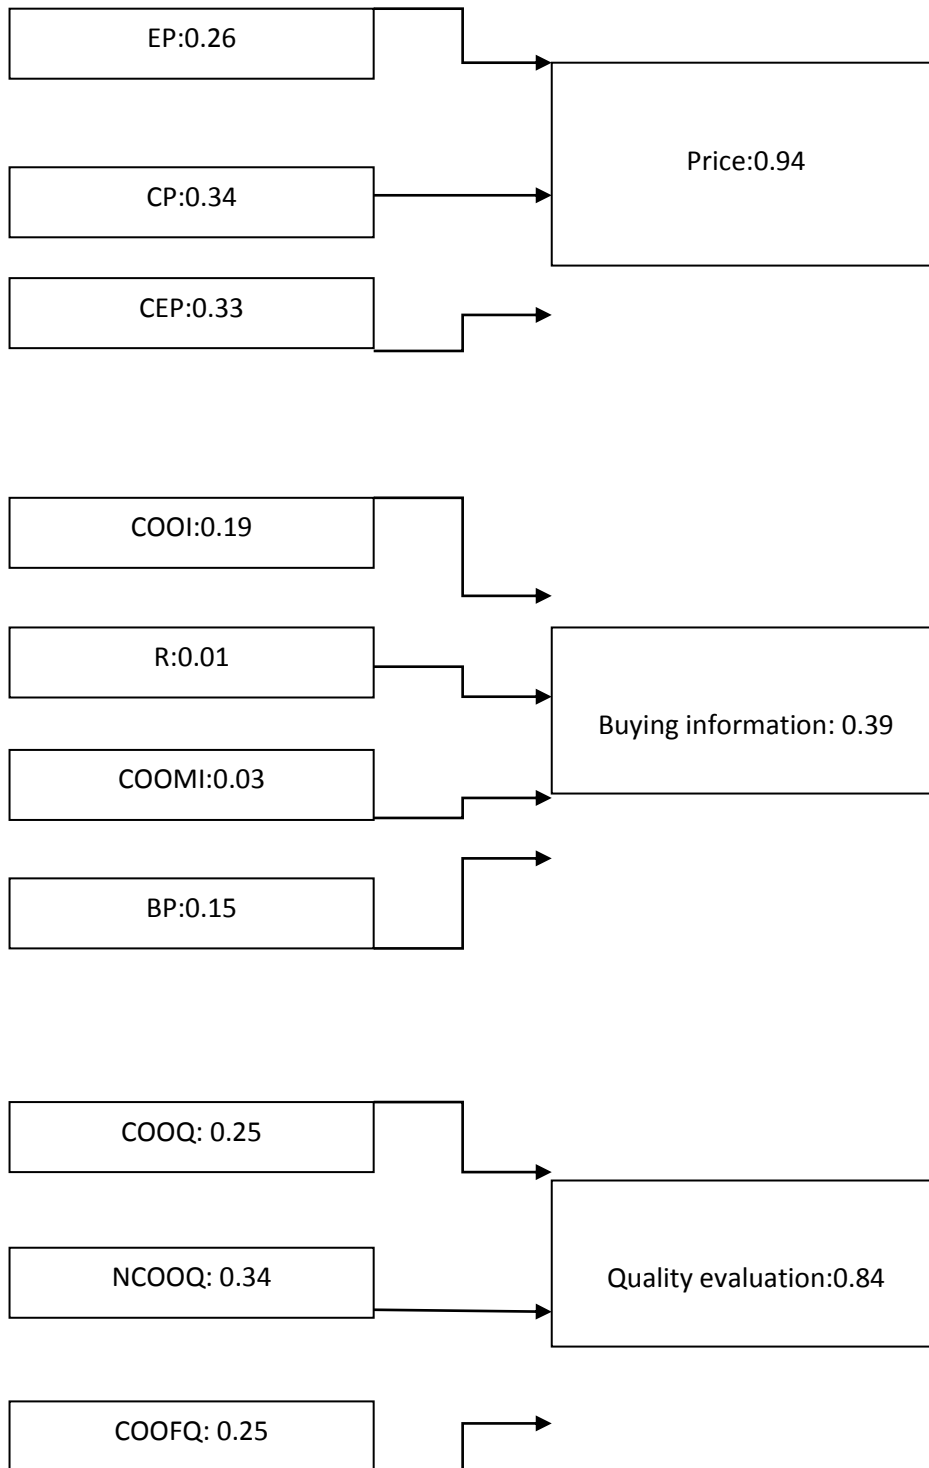 EP:0.26
Price:0.94
CP:0.34
CEP:0.33
COOI:0.19
R:0.01
Buying information: 0.39
COOMI:0.03
BP:0.15
COOQ: 0.25
NCOOQ: 0.34
Quality evaluation:0.84
COOFQ: 0.25